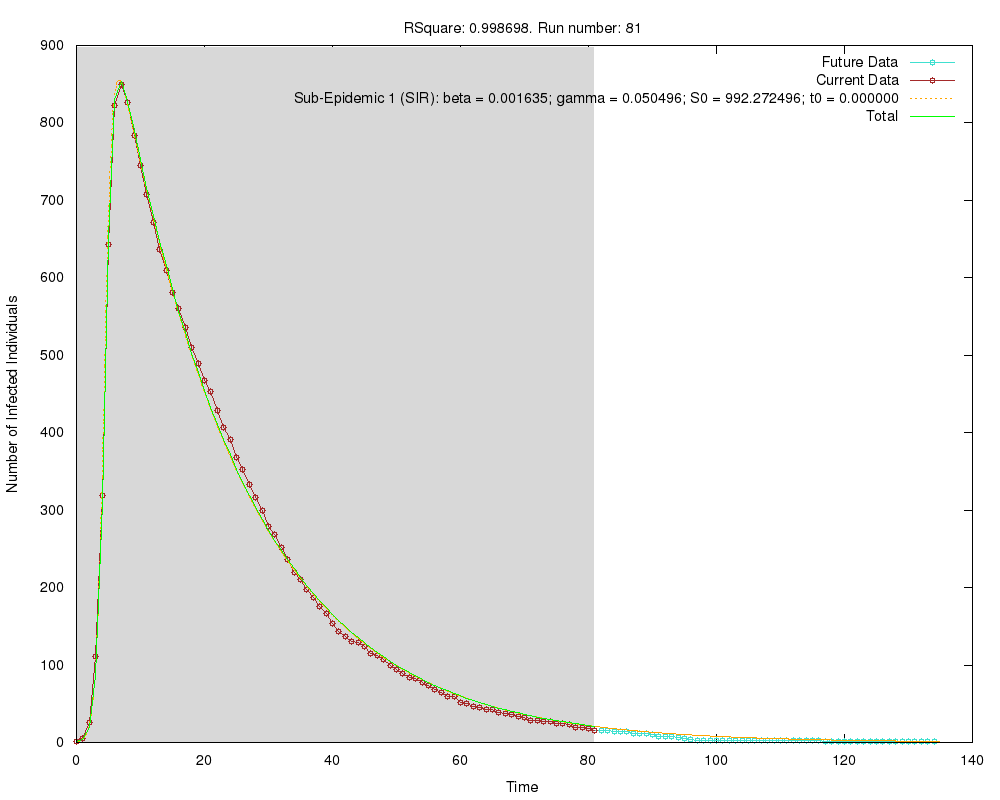 RSquare: 0.998698. Run number: 81
Future Data
Current Data
Sub-Epidemic 1 (SIR): beta = 0.001635; gamma = 0.050496; S0 = 992.272496; t0 = 0.000000
Total
900
800
700
600
500
400
300
200
100
0
Number of Infected Individuals
0 20 40 60 80 100 120 140
Time